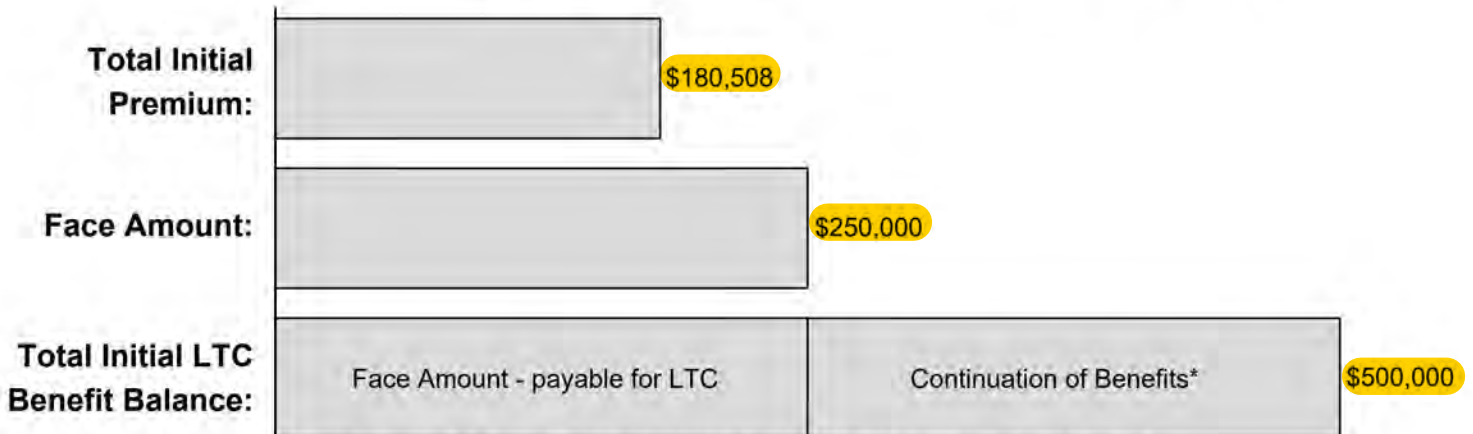 Total Initial
Premium:
$180,508
Face Amount:
$250,000
Total Initial LTC
Benefit Balance:
Face Amount - payable for LTC
Continuation of Benefits*
$500,000